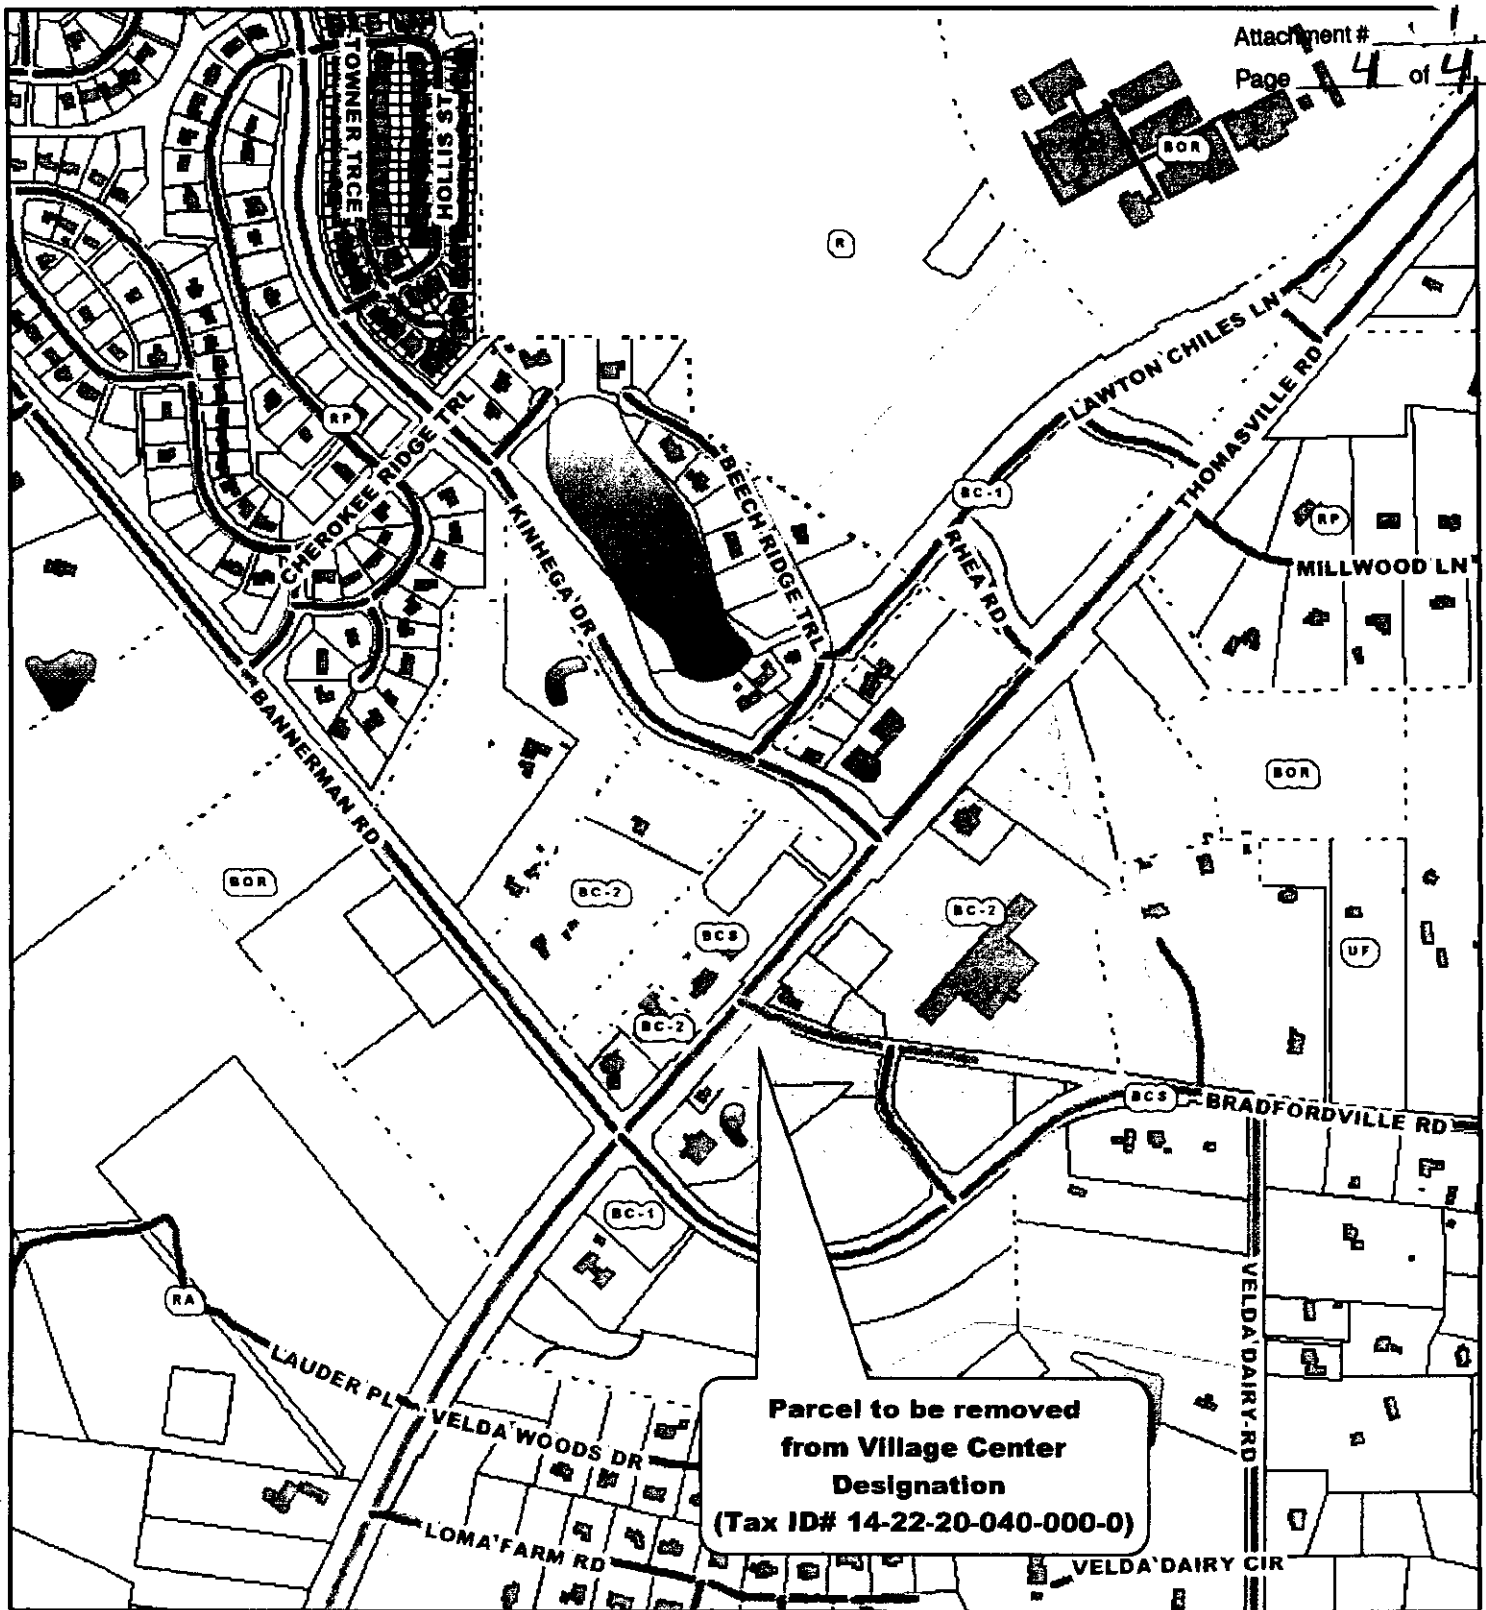 Attachment # 1
Page 4 of 4
TOWNER TRCE
HOLLIS ST
BOR
R
LAWTON CHILES LN
THOMASVILLE RD
RP
CHEROKEE RIDGE TRL
KINHEGA DR
BEECH RIDGE TRL
BC-1
RHEA RD
RP
MILLWOOD LN
BANNERMAN RD
BOR
BOR
BC-2
BCS
BC-2
BC-2
UF
BCS
BRADFORDVILLE RD
BC-1
RA
LAUDER PL
VELDA WOODS DR
VELDA DAIRY RD
Parcel to be removed
from Village Center
Designation
(Tax ID# 14-22-20-040-000-0)
LOMA FARM RD
VELDA DAIRY CIR